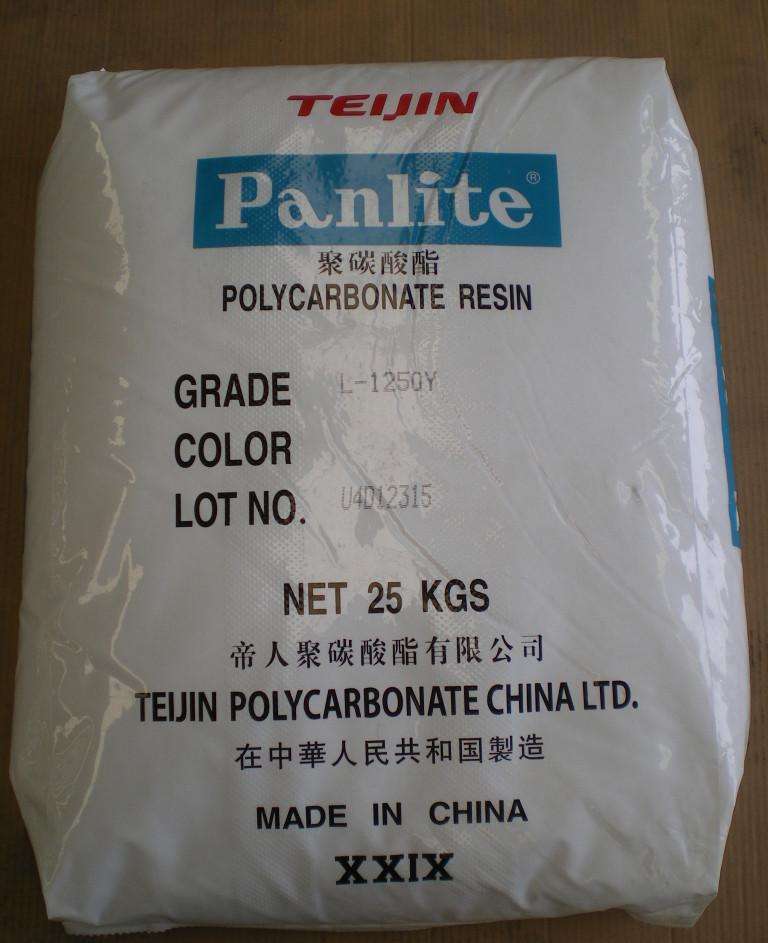 TEIJIN
Panlite®
聚碳酸酯
POLYCARBONATE RESIN
GRADE L-1250Y
COLOR
LOT NO. U4D12315
NET 25 KGS
帝人聚碳酸酯有限公司
TEIJIN POLYCARBONATE CHINA LTD.
在中華人民共和国製造
MADE IN CHINA
XXIX